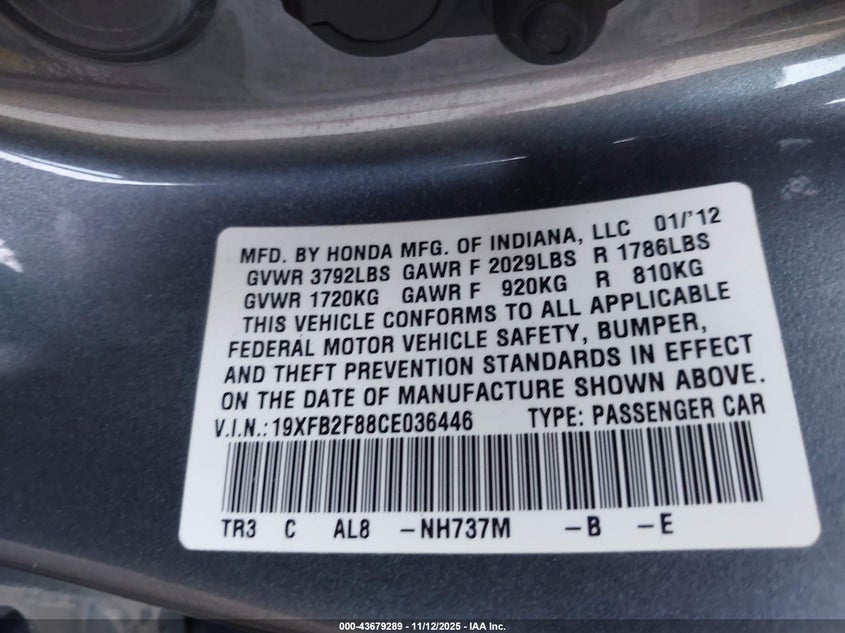 MFD. BY HONDA MFG. OF INDIANA, LLC 01/'12
GVWR 3792LBS GAWR F 2029LBS R 1786LBS
GVWR 1720KG GAWR F 920KG R 810KG
THIS VEHICLE CONFORMS TO ALL APPLICABLE
FEDERAL MOTOR VEHICLE SAFETY, BUMPER,
AND THEFT PREVENTION STANDARDS IN EFFECT
ON THE DATE OF MANUFACTURE SHOWN ABOVE.
V.I.N.:19XFB2F88CE036446 TYPE: PASSENGER CAR
TR3 C AL8 -NH737M -B -E
000-43679289 - 11/12/2025 - IAA Inc.